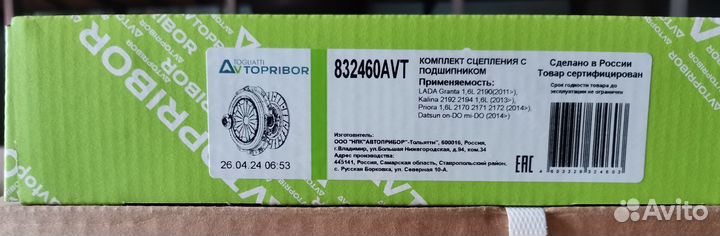 AVTOPRIBOR
TOGLIATTI
AVTOPRIBOR
26.04.24 06:53
832460AVT
КОМПЛЕКТ СЦЕПЛЕНИЯ С
ПОДШИПНИКОМ
Применяемость:
LADA Granta 1,6L 2190(2011>),
Kalina 2192 2194 1,6L (2013>),
Priora 1,6L 2170 2171 2172 (2014>),
Datsun on-DO mi-DO (2014>)
Сделано в России
Товар сертифицирован
Срок годности товара до
эксплуатации не ограничен
Изготовитель:
ООО "НПК"АВТОПРИБОР"-Тольятти", 600016, Россия,
г.Владимир, ул.Большая Нижегородская, д.94, ком.34
Адрес производства:
445141, Россия, Самарская область, Ставропольский район,
с. Русская Борковка, ул. Северная 10-А.
EAC
4603329324603
AVTOPRIBOR
Avito